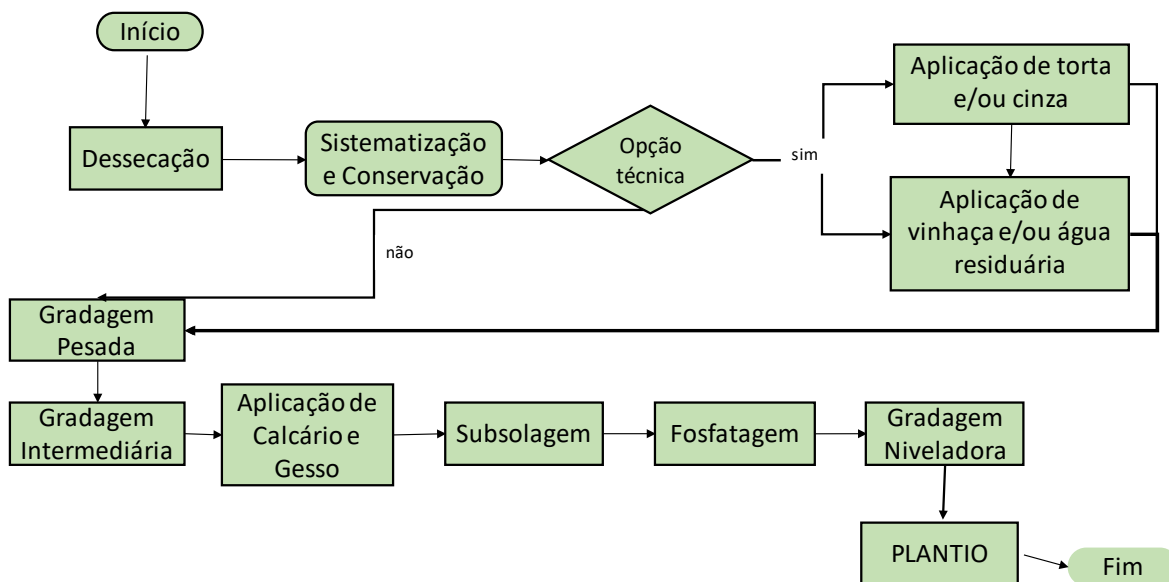 Início
Dessecação
Sistematização
e Conservação
Opção
técnica
sim
não
Aplicação de torta
e/ou cinza
Aplicação de
vinhaça e/ou água
residuária
Gradagem
Pesada
Gradagem
Intermediária
Aplicação de
Calcário e
Gesso
Subsolagem
Fosfatagem
Gradagem
Niveladora
PLANTIO
Fim